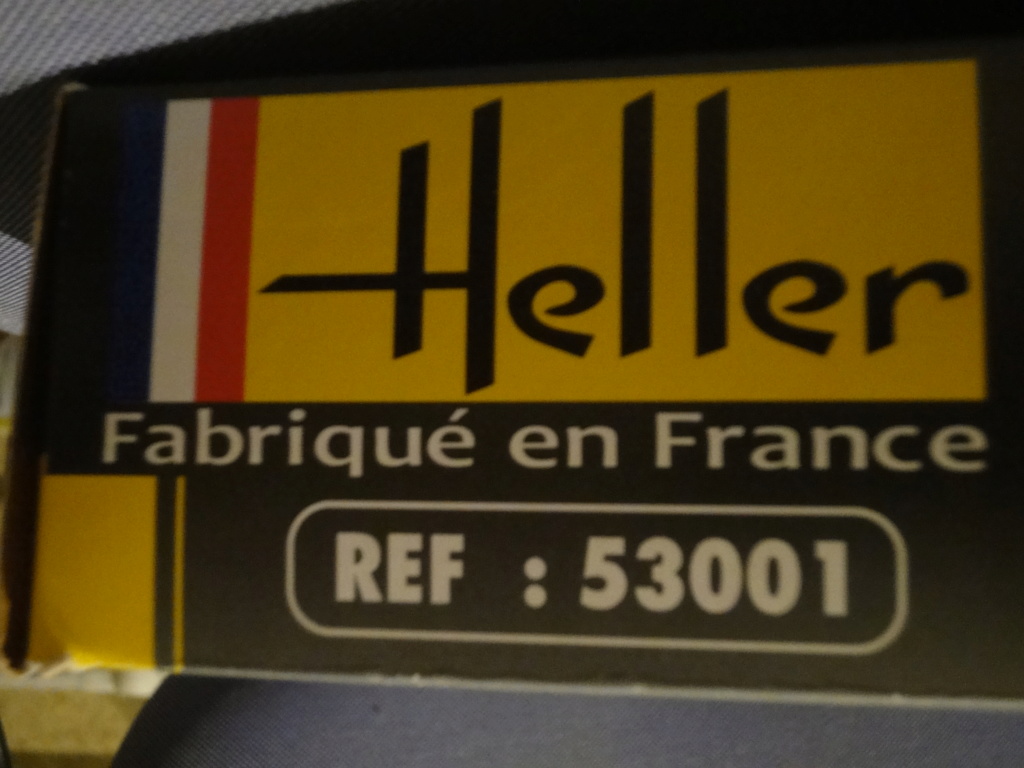 Heller
Fabriqué en France
REF : 53001